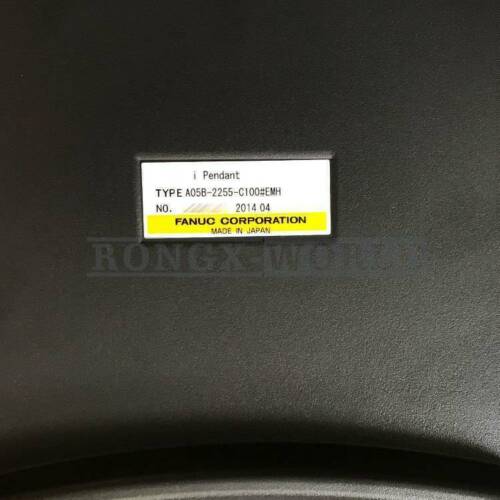 i Pendant
TYPE A05B-2255-C100#EMH
NO. 2014.04
FANUC CORPORATION
MADE IN JAPAN
RONGX-WORLD